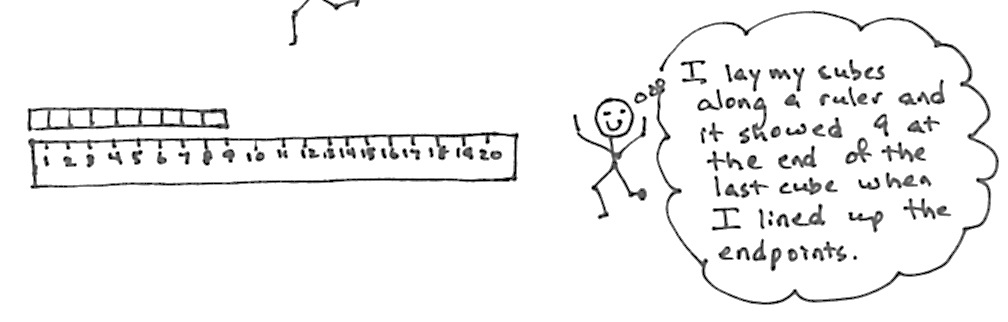 1 2 3 4 5 6 7 8 9 10 11 12 13 14 15 16 17 18 19 20
I lay my cubes
along a ruler and
it showed 9 at
the end of the
last cube when
I lined up the
endpoints.